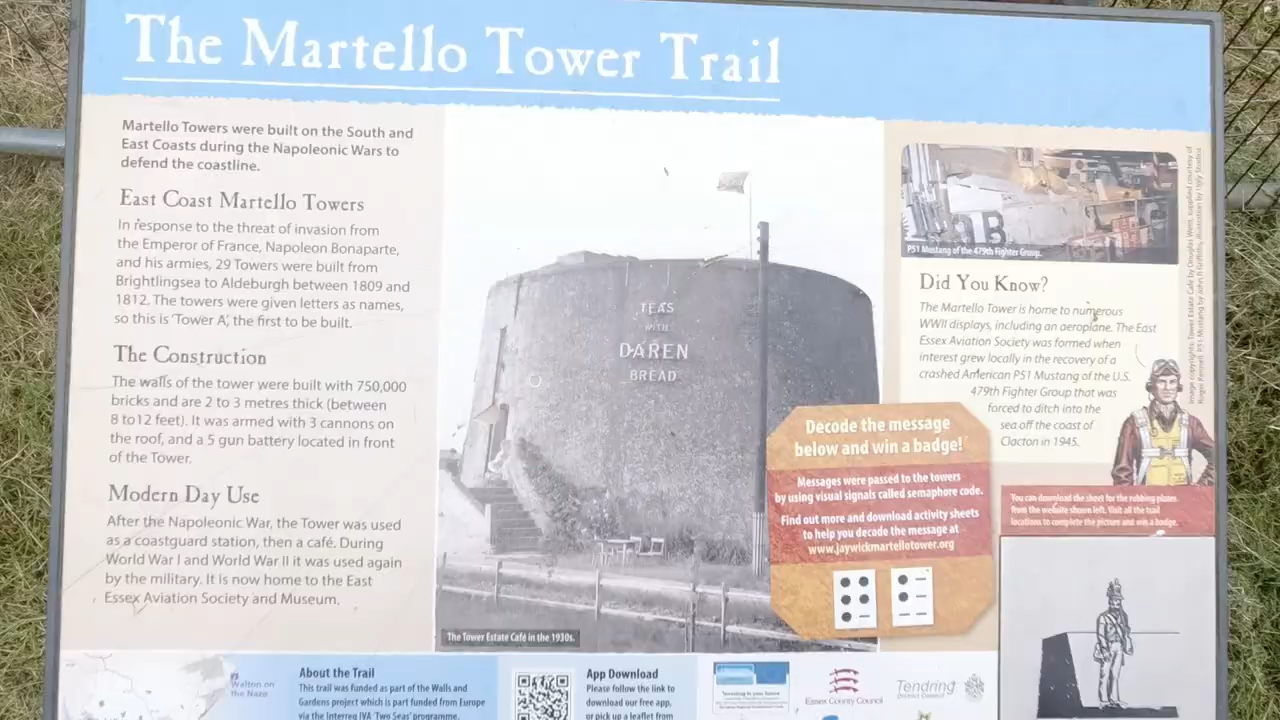 The Martello Tower Trail
Martello Towers were built on the South and
East Coasts during the Napoleonic Wars to
defend the coastline.
East Coast Martello Towers
In response to the threat of invasion from
the Emperor of France, Napoleon Bonaparte,
and his armies, 29 Towers were built from
Brightlingsea to Aldeburgh between 1809 and
1812. The towers were given letters as names,
so this is 'Tower A', the first to be built.
The Construction
The walls of the tower were built with 750,000
bricks and are 2 to 3 metres thick (between
8 to12 feet). It was armed with 3 cannons on
the roof, and a 5 gun battery located in front
of the Tower.
Modern Day Use
After the Napoleonic War, the Tower was used
as a coastguard station, then a café. During
World War I and World War II it was used again
by the military. It is now home to the East
Essex Aviation Society and Museum.
TEAS
WITH
DAREN
BREAD
The Tower Estate Café in the 1930s.
P51 Mustang of the 479th Fighter Group.
Did You Know?
The Martello Tower is home to numerous
WWII displays, including an aeroplane. The East
Essex Aviation Society was formed when
interest grew locally in the recovery of a
crashed American P51 Mustang of the U.S.
479th Fighter Group that was
forced to ditch into the
sea off the coast of
Clacton in 1945.
Decode the message
below and win a badge!
Messages were passed to the towers
by using visual signals called semaphore code.
Find out more and download activity sheets
to help you decode the message at
www.jaywickmartellotower.org
You can download the sheet for the rubbing plates
from the website shown left. Visit all the trail
locations to complete the picture and win a badge.
Walton on
the Naze
About the Trail
This trail was funded as part of the Walls and
Gardens project which is part funded from Europe
via the Interreg IVA 'Two Seas' programme.
App Download
Please follow the link to
download our free app,
or pick up a leaflet from
Essex County Council
Tendring
District Council